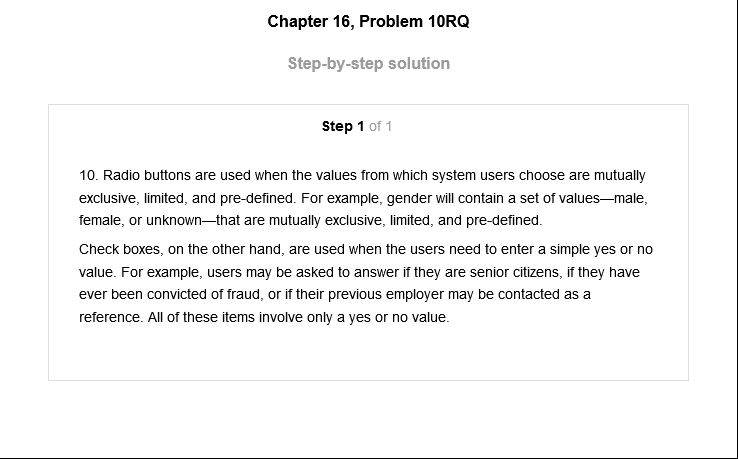 Chapter 16, Problem 10RQ
Step-by-step solution
Step 1 of 1
10. Radio buttons are used when the values from which system users choose are mutually
exclusive, limited, and pre-defined. For example, gender will contain a set of values—male,
female, or unknown—that are mutually exclusive, limited, and pre-defined.
Check boxes, on the other hand, are used when the users need to enter a simple yes or no
value. For example, users may be asked to answer if they are senior citizens, if they have
ever been convicted of fraud, or if their previous employer may be contacted as a
reference. All of these items involve only a yes or no value.